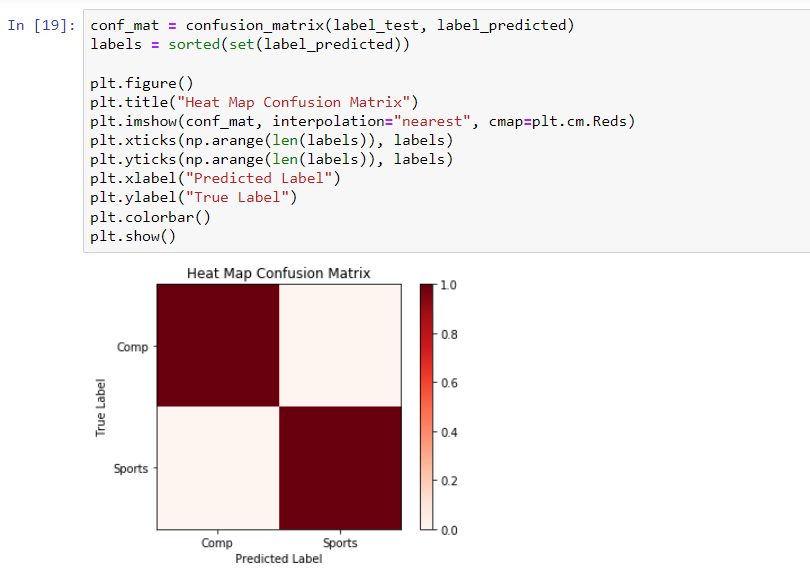 In [19]: conf_mat = confusion_matrix(label_test, label_predicted)
labels = sorted(set(label_predicted))
plt.figure()
plt.title("Heat Map Confusion Matrix")
plt.imshow(conf_mat, interpolation="nearest", cmap=plt.cm.Reds)
plt.xticks(np.arange(len(labels)), labels)
plt.yticks(np.arange(len(labels)), labels)
plt.xlabel("Predicted Label")
plt.ylabel("True Label")
plt.colorbar()
plt.show()
Heat Map Confusion Matrix
True Label
Comp
Sports
Comp Sports
Predicted Label
1.0
0.8
0.6
0.4
0.2
0.0